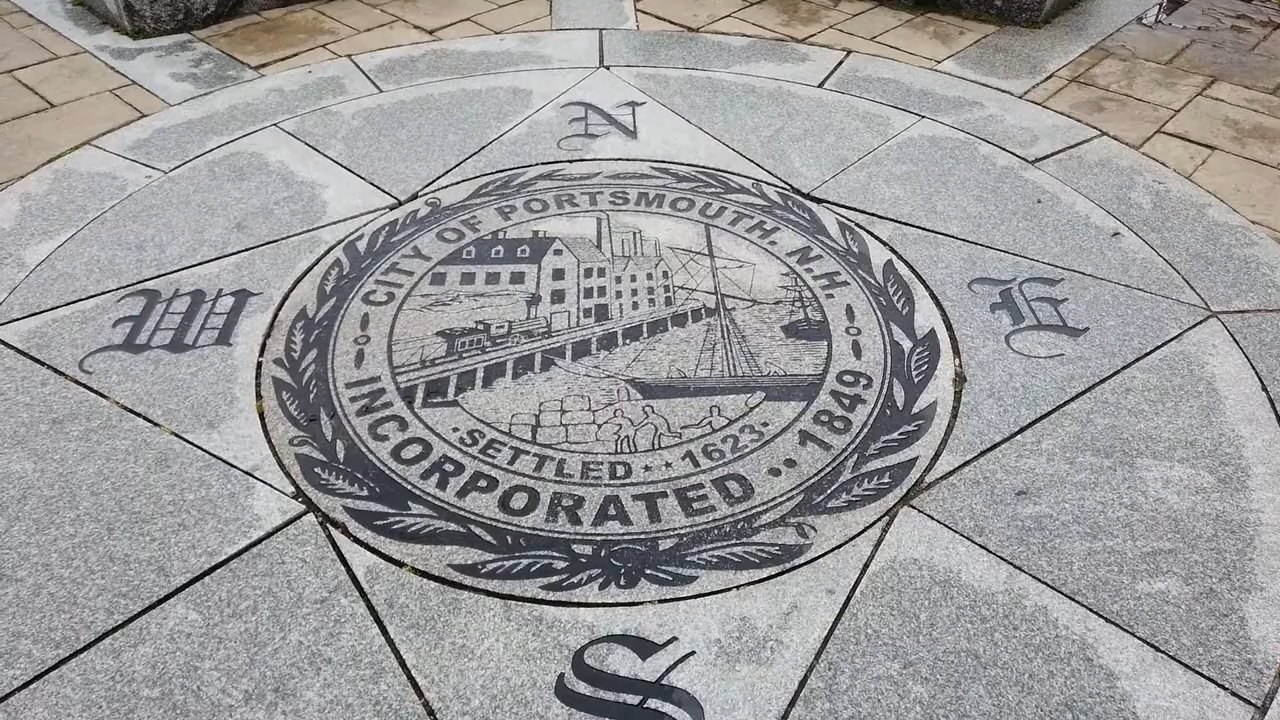 N
CITY OF PORTSMOUTH, N.H.
W
E
·SETTLED··1623·
INCORPORATED··1849
S